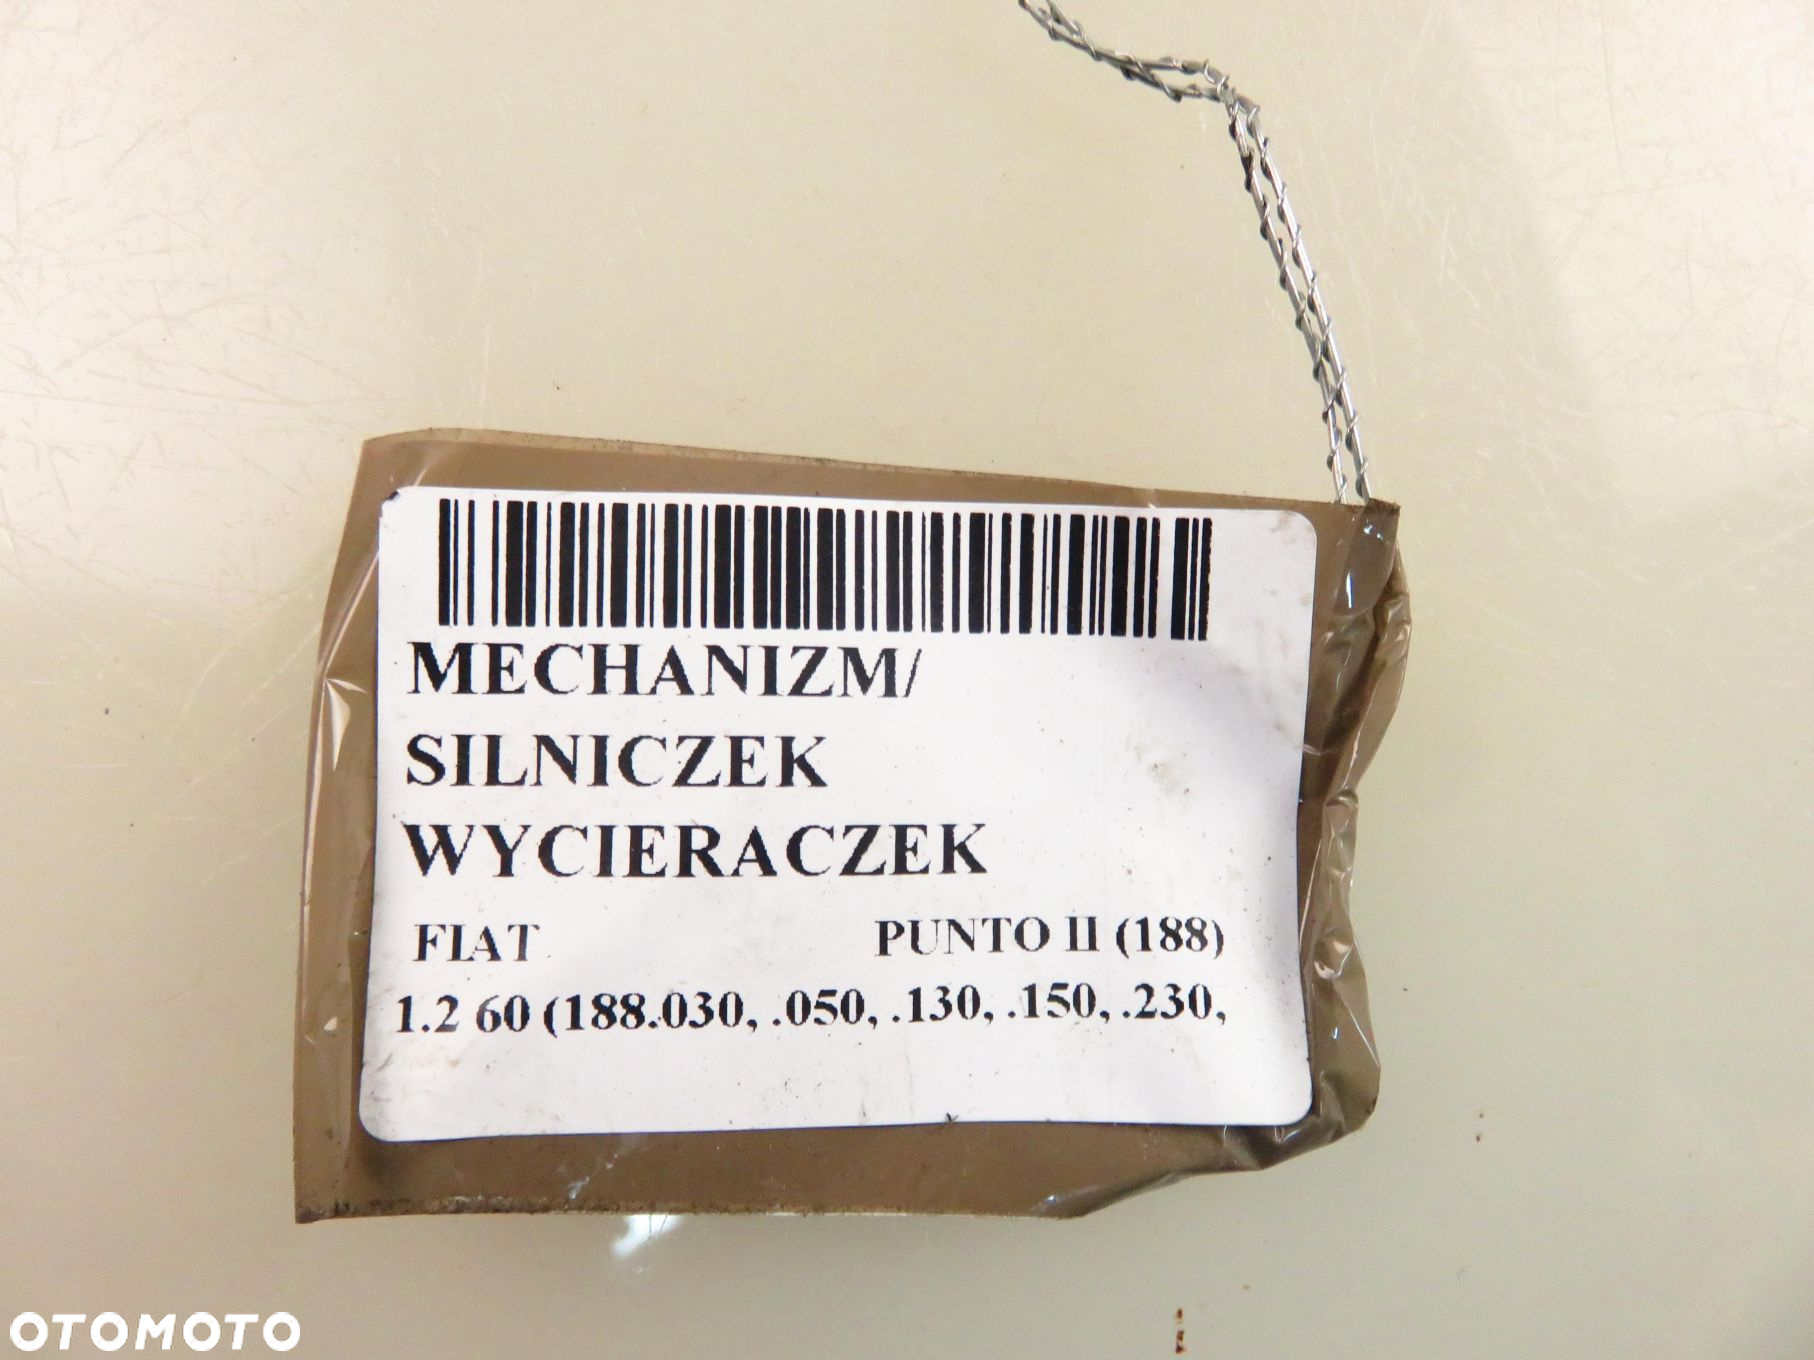 MECHANIZM/
SILNICZEK
WYCIERACZEK
FIAT PUNTO II (188)
1.2 60 (188.030, .050, .130, .150, .230,
OTOMOTO